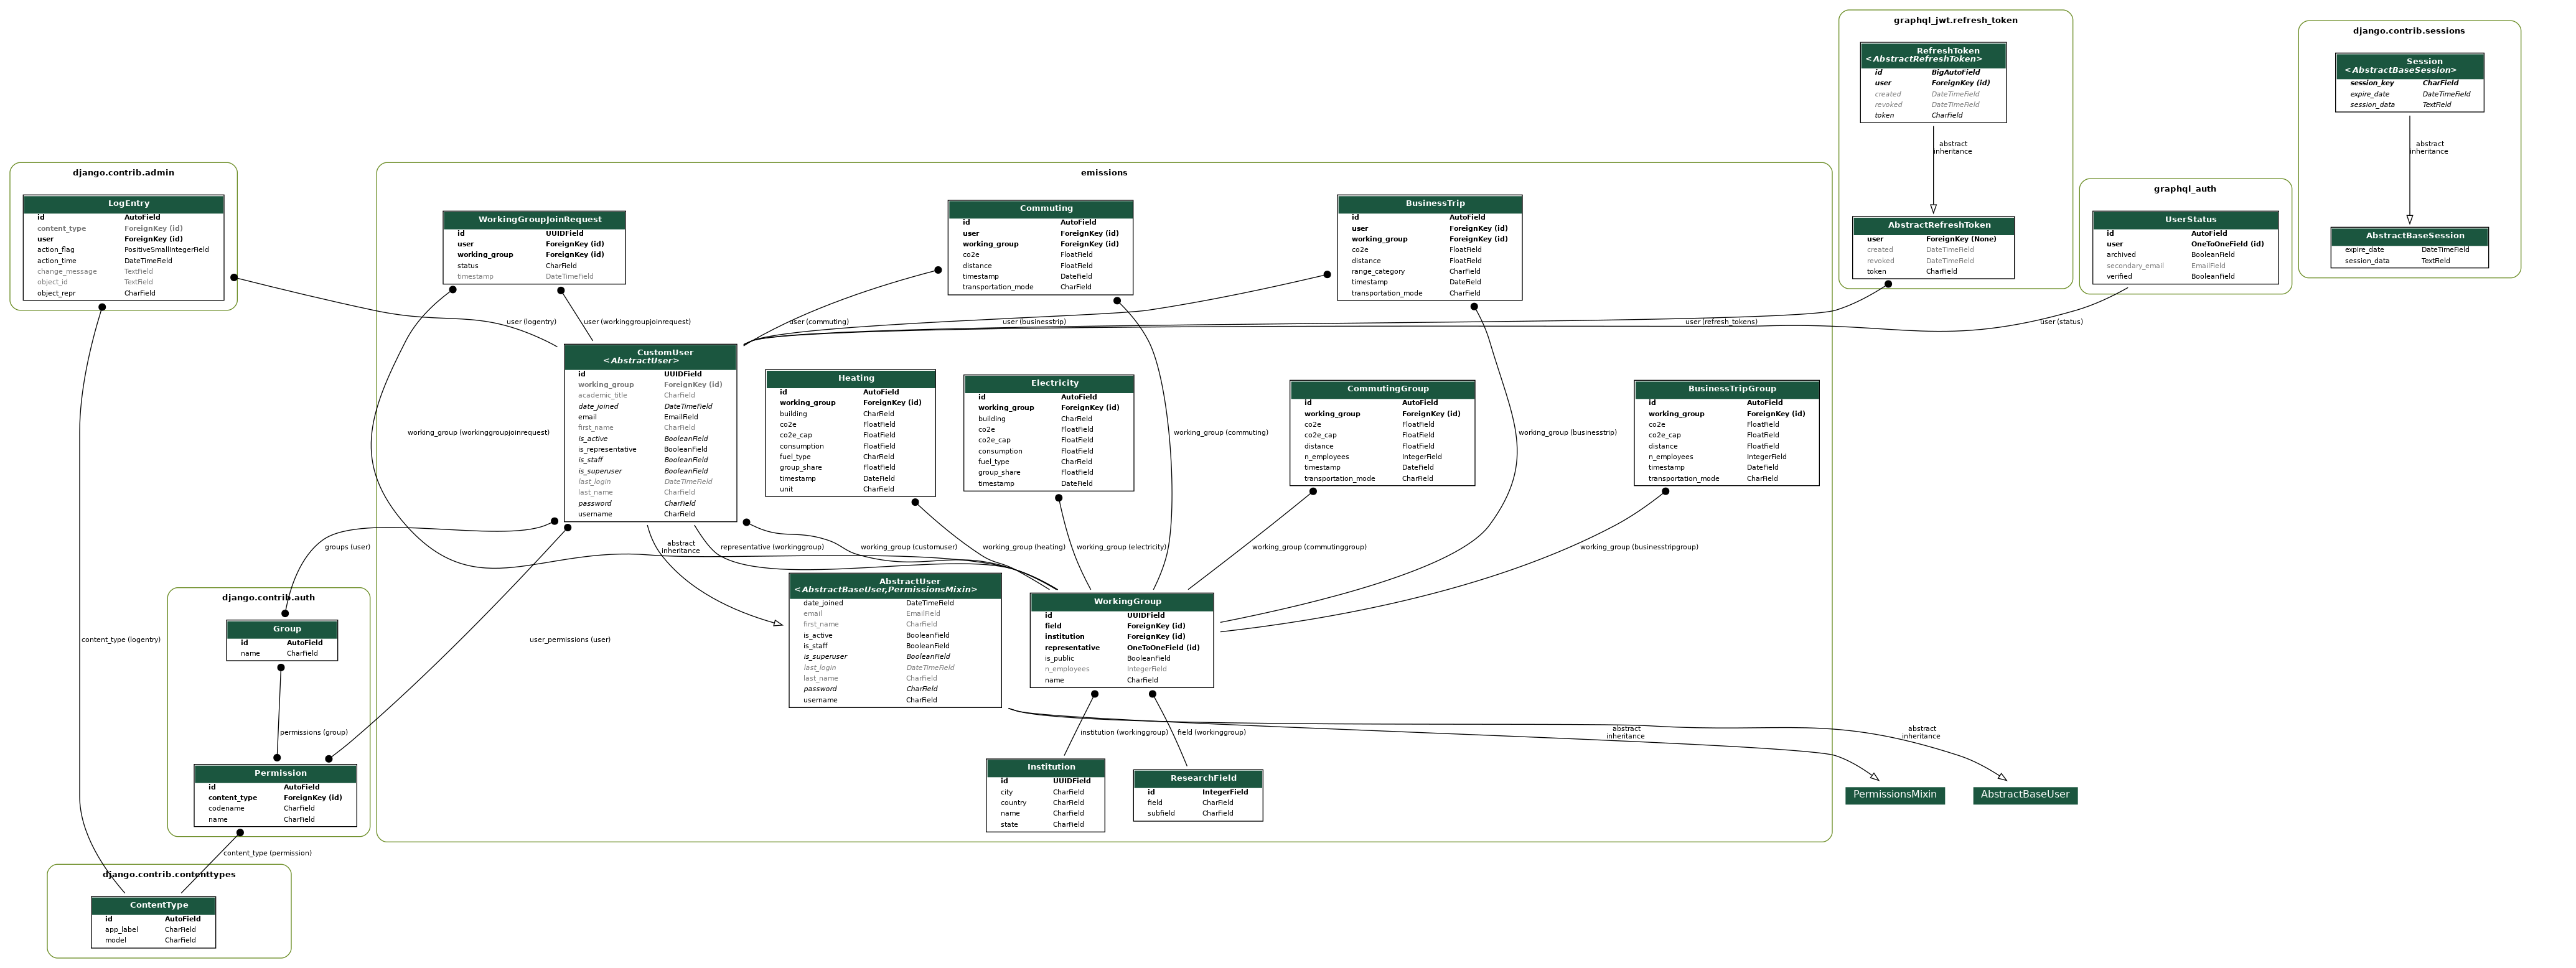 graphql_jwt.refresh_token
RefreshToken
<AbstractRefreshToken>
id BigAutoField
user ForeignKey (id)
created DateTimeField
revoked DateTimeField
token CharField
abstract
inheritance
AbstractRefreshToken
user ForeignKey (None)
created DateTimeField
revoked DateTimeField
token CharField
django.contrib.sessions
Session
<AbstractBaseSession>
session_key CharField
expire_date DateTimeField
session_data TextField
abstract
inheritance
AbstractBaseSession
expire_date DateTimeField
session_data TextField
graphql_auth
UserStatus
id AutoField
user OneToOneField (id)
archived BooleanField
secondary_email EmailField
verified BooleanField
django.contrib.admin
LogEntry
id AutoField
content_type ForeignKey (id)
user ForeignKey (id)
action_flag PositiveSmallIntegerField
action_time DateTimeField
change_message TextField
object_id TextField
object_repr CharField
emissions
WorkingGroupJoinRequest
id UUIDField
user ForeignKey (id)
working_group ForeignKey (id)
status CharField
timestamp DateTimeField
Commuting
id AutoField
user ForeignKey (id)
working_group ForeignKey (id)
co2e FloatField
distance FloatField
timestamp DateField
transportation_mode CharField
BusinessTrip
id AutoField
user ForeignKey (id)
working_group ForeignKey (id)
co2e FloatField
distance FloatField
range_category CharField
timestamp DateField
transportation_mode CharField
user (logentry)
user (workinggroupjoinrequest)
user (commuting)
user (businesstrip)
user (refresh_tokens)
user (status)
CustomUser
<AbstractUser>
id UUIDField
working_group ForeignKey (id)
academic_title CharField
date_joined DateTimeField
email EmailField
first_name CharField
is_active BooleanField
is_representative BooleanField
is_staff BooleanField
is_superuser BooleanField
last_login DateTimeField
last_name CharField
password CharField
username CharField
Heating
id AutoField
working_group ForeignKey (id)
building CharField
co2e FloatField
co2e_cap FloatField
consumption FloatField
fuel_type CharField
group_share FloatField
timestamp DateField
unit CharField
Electricity
id AutoField
working_group ForeignKey (id)
building CharField
co2e FloatField
co2e_cap FloatField
consumption FloatField
fuel_type CharField
group_share FloatField
timestamp DateField
CommutingGroup
id AutoField
working_group ForeignKey (id)
co2e FloatField
co2e_cap FloatField
distance FloatField
n_employees IntegerField
timestamp DateField
transportation_mode CharField
BusinessTripGroup
id AutoField
working_group ForeignKey (id)
co2e FloatField
co2e_cap FloatField
distance FloatField
n_employees IntegerField
timestamp DateField
transportation_mode CharField
working_group (workinggroupjoinrequest)
working_group (commuting)
working_group (businesstrip)
groups (user)
abstract
inheritance
representative (workinggroup)
working_group (customuser)
working_group (heating)
working_group (electricity)
working_group (commutinggroup)
working_group (businesstripgroup)
AbstractUser
<AbstractBaseUser,PermissionsMixin>
date_joined DateTimeField
email EmailField
first_name CharField
is_active BooleanField
is_staff BooleanField
is_superuser BooleanField
last_login DateTimeField
last_name CharField
password CharField
username CharField
WorkingGroup
id UUIDField
field ForeignKey (id)
institution ForeignKey (id)
representative OneToOneField (id)
is_public BooleanField
n_employees IntegerField
name CharField
django.contrib.auth
Group
id AutoField
name CharField
content_type (logentry)
user_permissions (user)
permissions (group)
institution (workinggroup)
field (workinggroup)
abstract
inheritance
abstract
inheritance
Permission
id AutoField
content_type ForeignKey (id)
codename CharField
name CharField
Institution
id UUIDField
city CharField
country CharField
name CharField
state CharField
ResearchField
id IntegerField
field CharField
subfield CharField
PermissionsMixin
AbstractBaseUser
content_type (permission)
django.contrib.contenttypes
ContentType
id AutoField
app_label CharField
model CharField